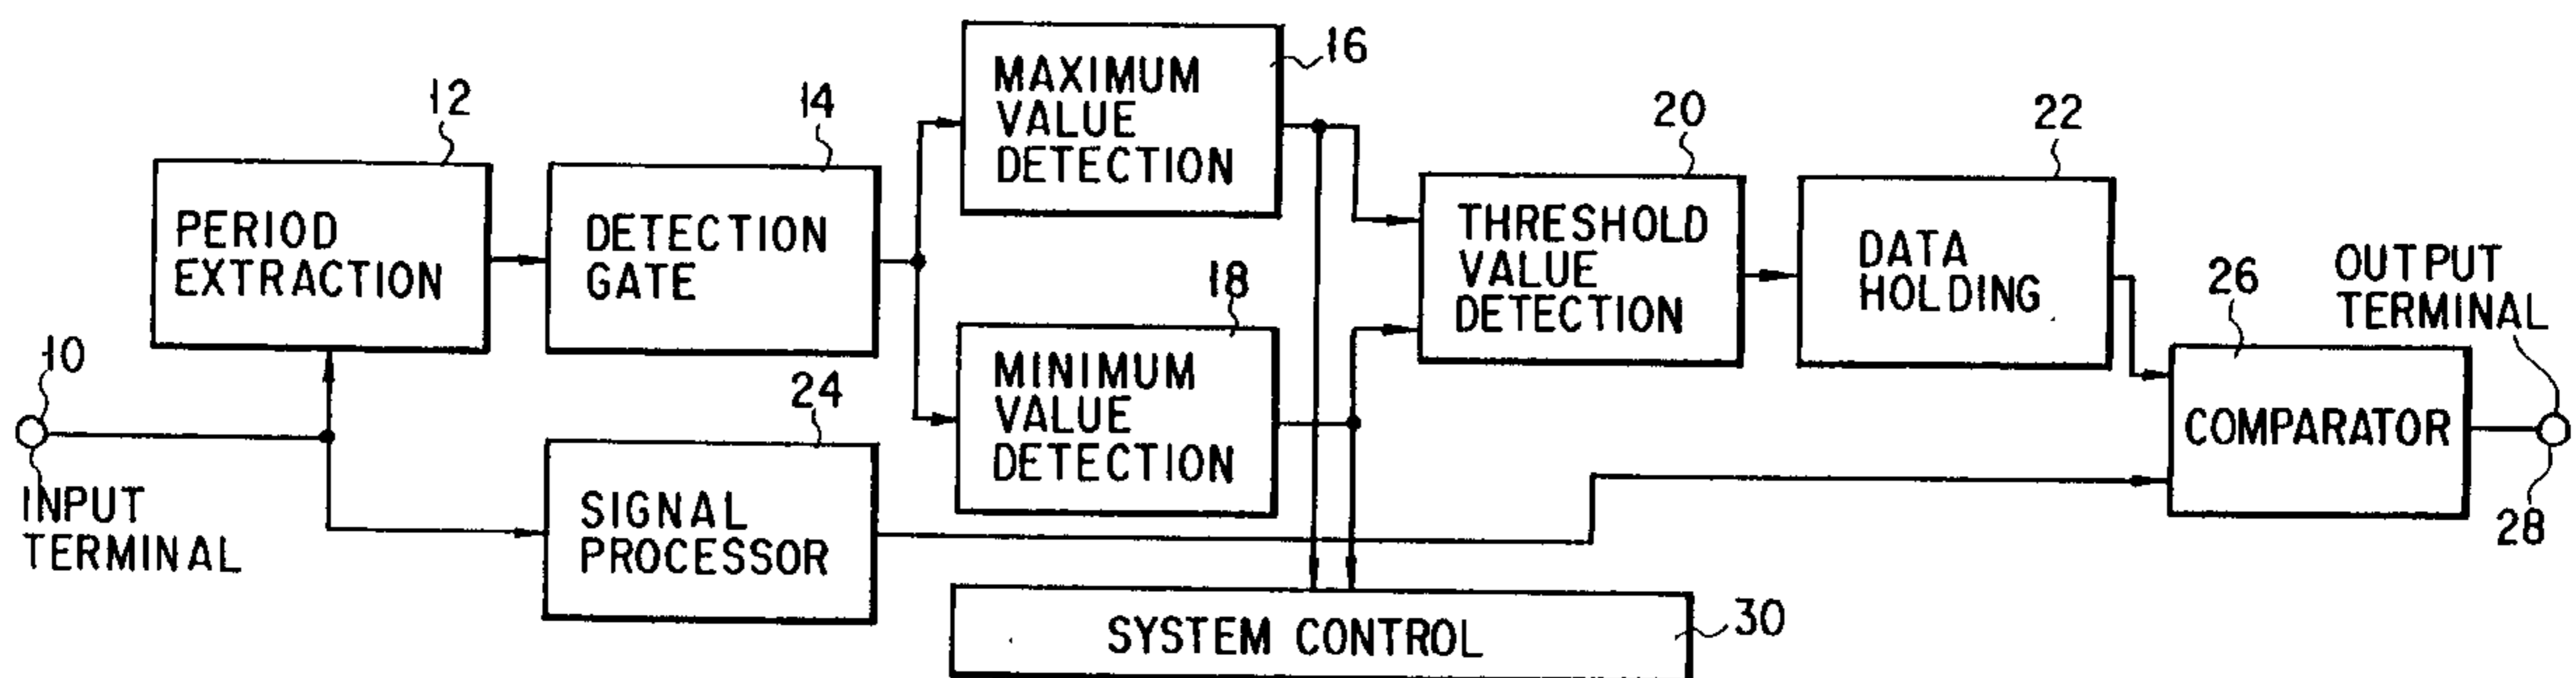 12
PERIOD
EXTRACTION
14
DETECTION
GATE
16
MAXIMUM
VALUE
DETECTION
18
MINIMUM
VALUE
DETECTION
20
THRESHOLD
VALUE
DETECTION
22
DATA
HOLDING
10
INPUT
TERMINAL
24
SIGNAL
PROCESSOR
26
COMPARATOR
OUTPUT
TERMINAL
28
SYSTEM CONTROL
30